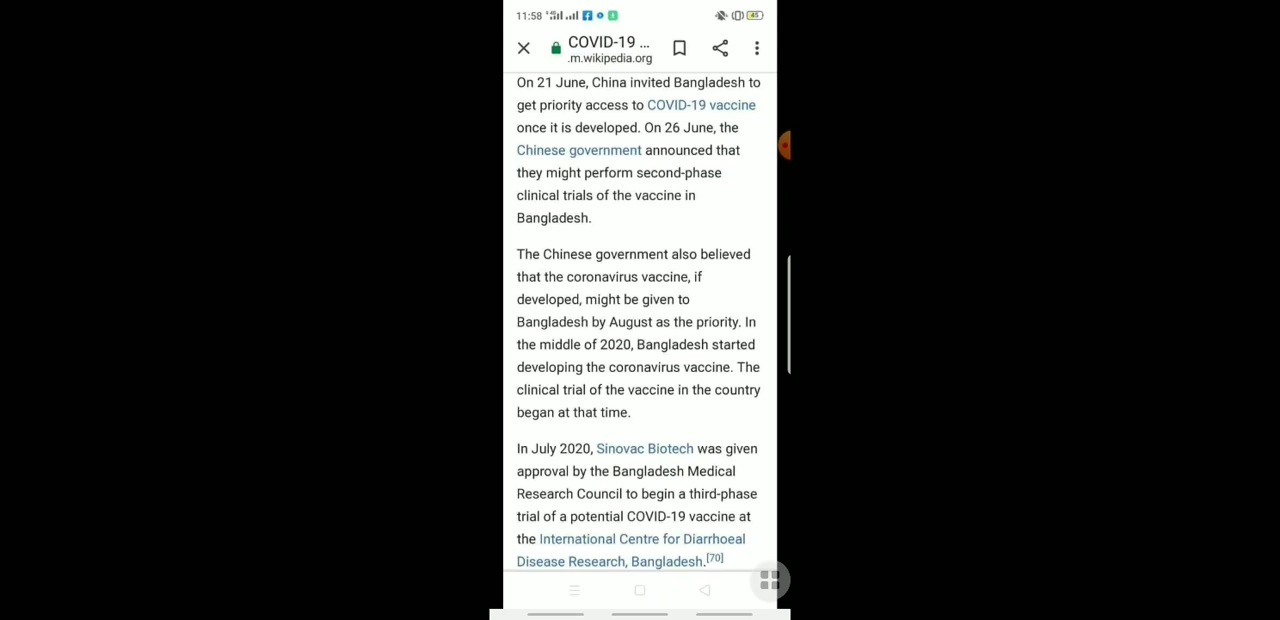 11:58
45
COVID-19 ...
.m.wikipedia.org
On 21 June, China invited Bangladesh to
get priority access to COVID-19 vaccine
once it is developed. On 26 June, the
Chinese government announced that
they might perform second-phase
clinical trials of the vaccine in
Bangladesh.
The Chinese government also believed
that the coronavirus vaccine, if
developed, might be given to
Bangladesh by August as the priority. In
the middle of 2020, Bangladesh started
developing the coronavirus vaccine. The
clinical trial of the vaccine in the country
began at that time.
In July 2020, Sinovac Biotech was given
approval by the Bangladesh Medical
Research Council to begin a third-phase
trial of a potential COVID-19 vaccine at
the International Centre for Diarrhoeal
Disease Research, Bangladesh.[70]